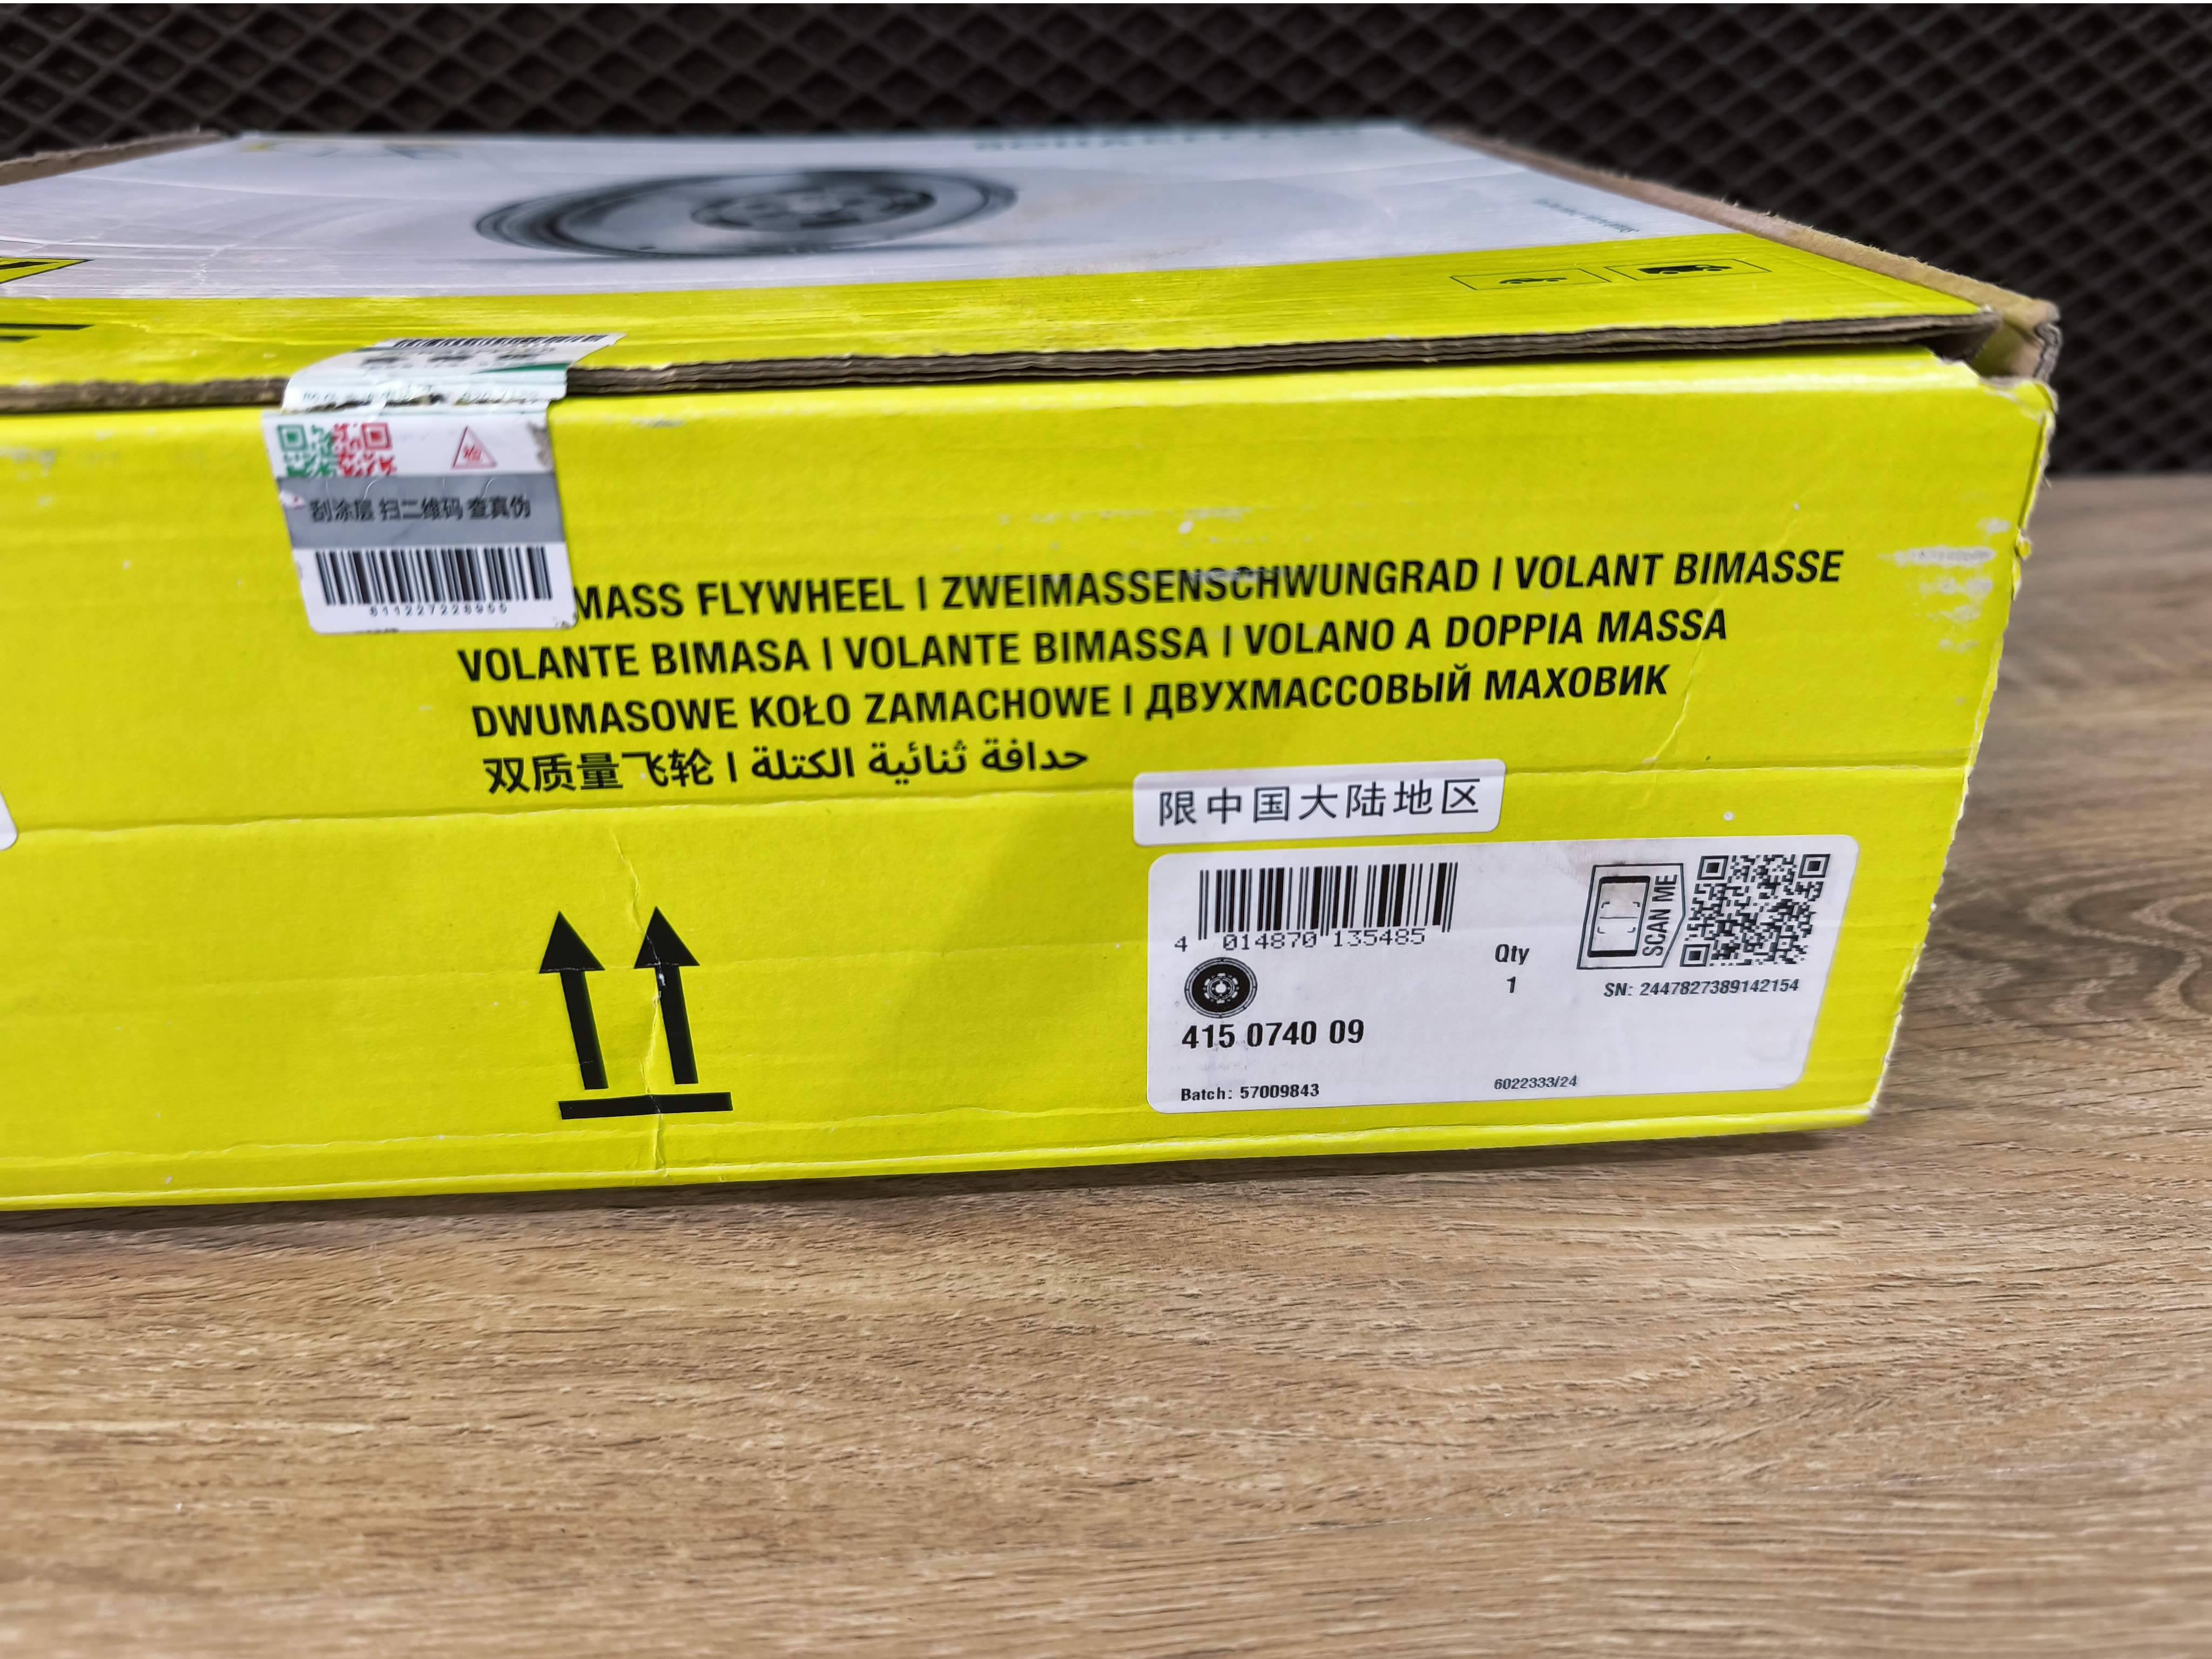 刮涂层 扫二维码 查真伪
811227228955
MASS FLYWHEEL | ZWEIMASSENSCHWUNGRAD | VOLANT BIMASSE
VOLANTE BIMASA | VOLANTE BIMASSA | VOLANO A DOPPIA MASSA
DWUMASOWE KOŁO ZAMACHOWE | ДВУХМАССОВЫЙ МАХОВИК
双质量飞轮 | حدافة ثنائية الكتلة
限中国大陆地区
4 014870 135485
SCAN ME
Qty
1
SN: 2447827389142154
415 0740 09
Batch: 57009843
6022333/24